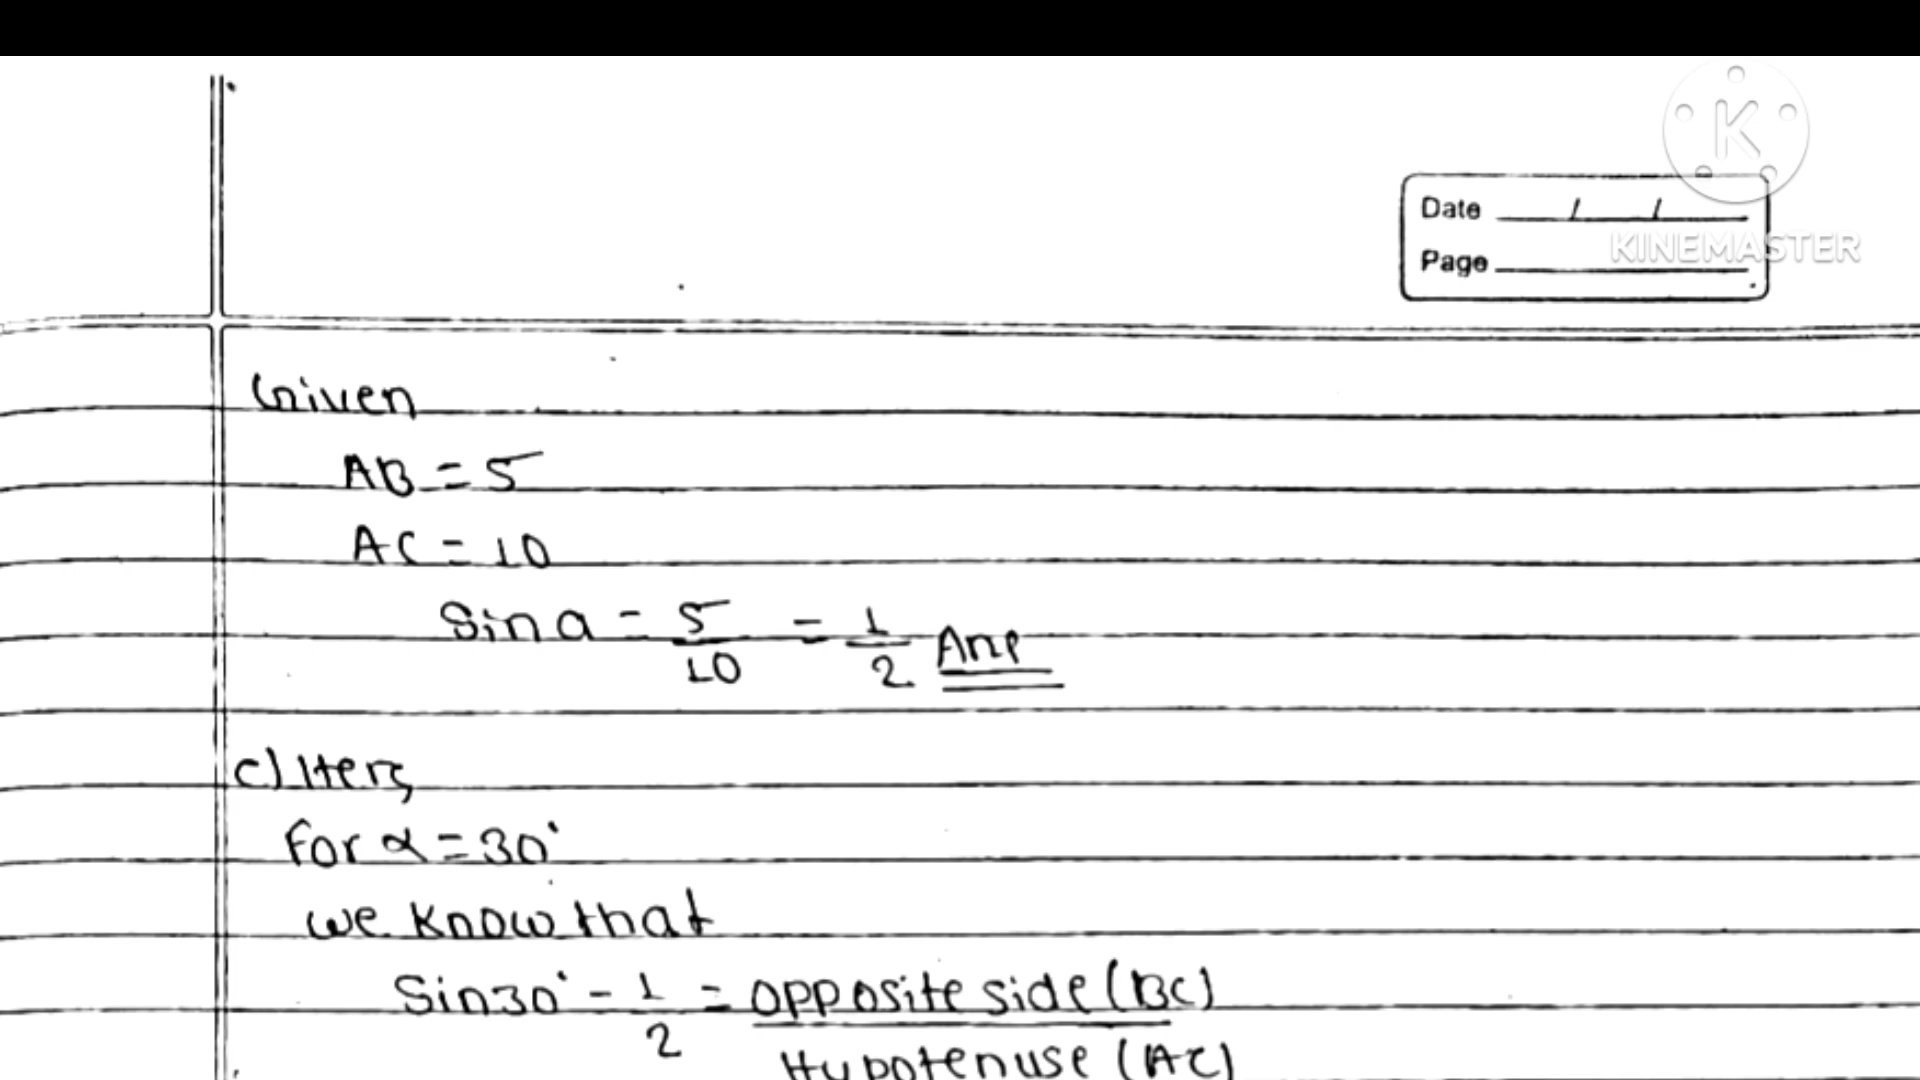 Date / /
Page
KINEMASTER
Given
AB = 5
AC = 10
Sin a = 5/10 = 1/2 Ans
c) Here,
For α = 30°
we know that
Sin30° - 1/2 = opposite side (BC)
Hypotenuse (AC)